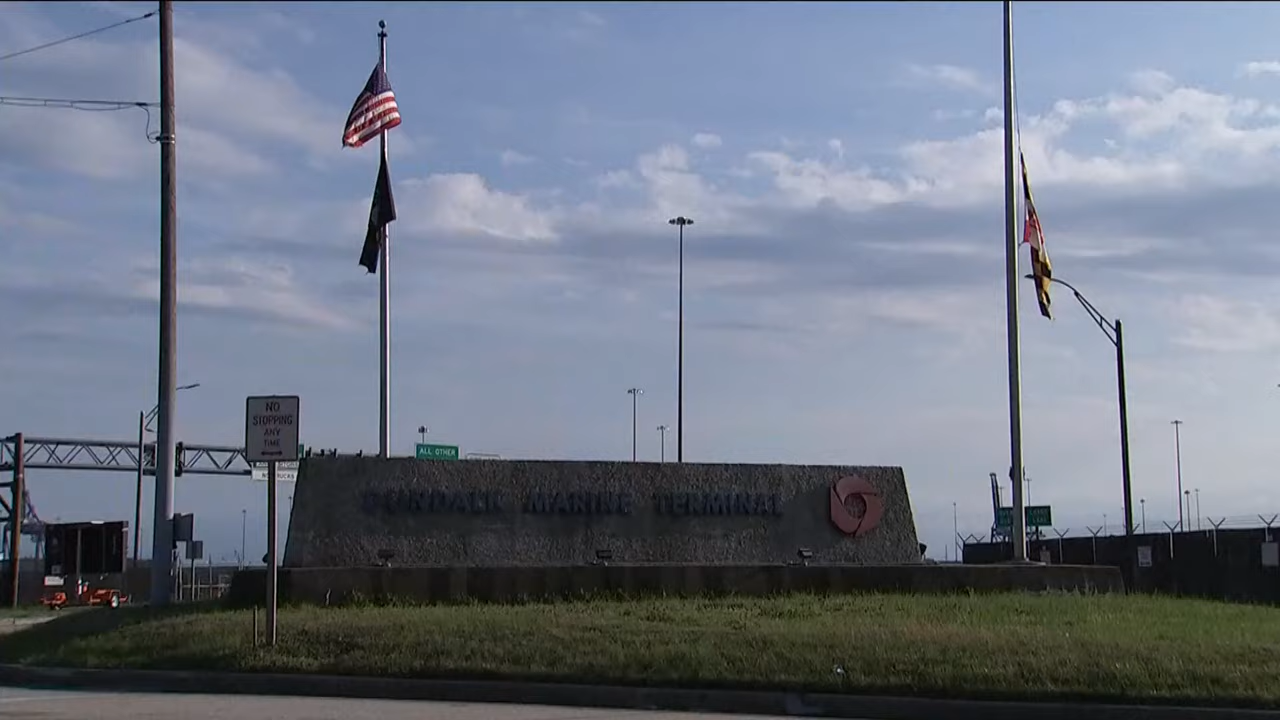 NO
STOPPING
ANY
TIME
ALL OTHER
DUNDALK MARINE TERMINAL